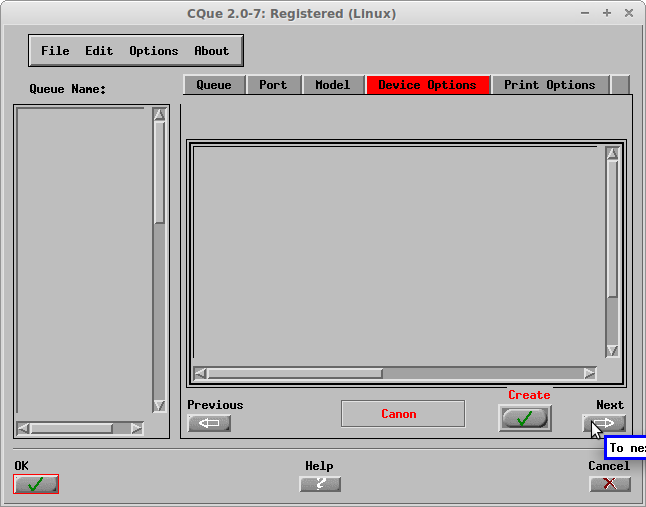 CQue 2.0-7: Registered (Linux)
File Edit Options About
Queue Name:
Queue Port Model Device Options Print Options
Previous
Canon
Create
Next
To ne
OK
Help
?
Cancel